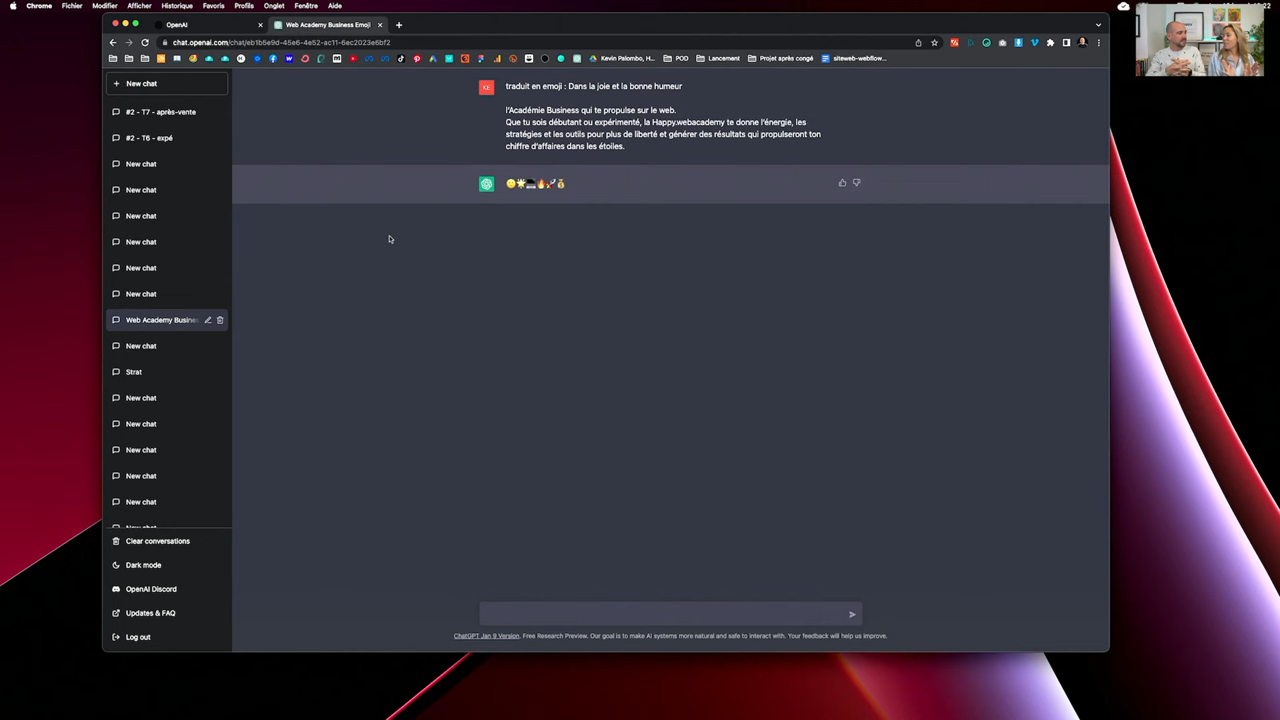 Chrome Fichier Modifier Afficher Historique Favoris Profils Onglet Fenêtre Aide
OpenAI
Web Academy Business Emoji
chat.openai.com/chat/eb1b5e9d-45e6-4e52-ac11-6ec2023e6bf2
Kevin Palombo, H…
POD
Lancement
Projet après congé
siteweb-webflow…
New chat
#2 - T7 - après-vente
#2 - T6 - expé
New chat
New chat
New chat
New chat
New chat
New chat
Web Academy Busine
New chat
Strat
New chat
New chat
New chat
New chat
New chat
New chat
Clear conversations
Dark mode
OpenAI Discord
Updates & FAQ
Log out
KE
traduit en emoji : Dans la joie et la bonne humeur
l'Académie Business qui te propulse sur le web.
Que tu sois débutant ou expérimenté, la Happy.webacademy te donne l'énergie, les
stratégies et les outils pour plus de liberté et générer des résultats qui propulseront ton
chiffre d'affaires dans les étoiles.
ChatGPT Jan 9 Version. Free Research Preview. Our goal is to make AI systems more natural and safe to interact with. Your feedback will help us improve.